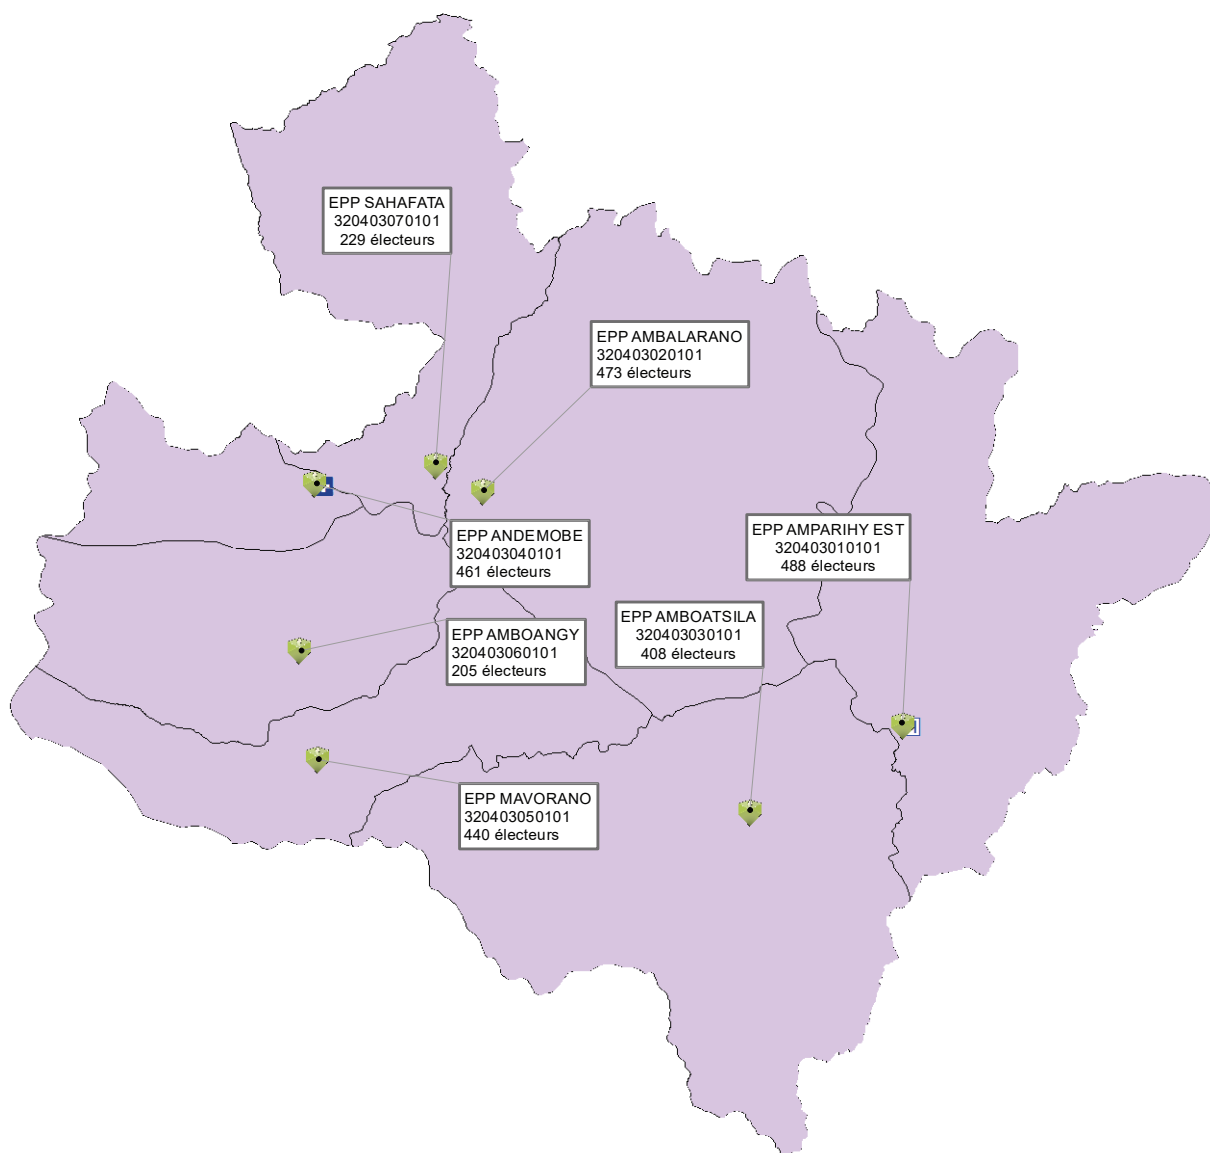 EPP SAHAFATA
320403070101
229 électeurs
EPP AMBALARANO
320403020101
473 électeurs
EPP ANDEMOBE
320403040101
461 électeurs
EPP AMPARIHY EST
320403010101
488 électeurs
EPP AMBOATSILA
320403030101
408 électeurs
EPP AMBOANGY
320403060101
205 électeurs
EPP MAVORANO
320403050101
440 électeurs